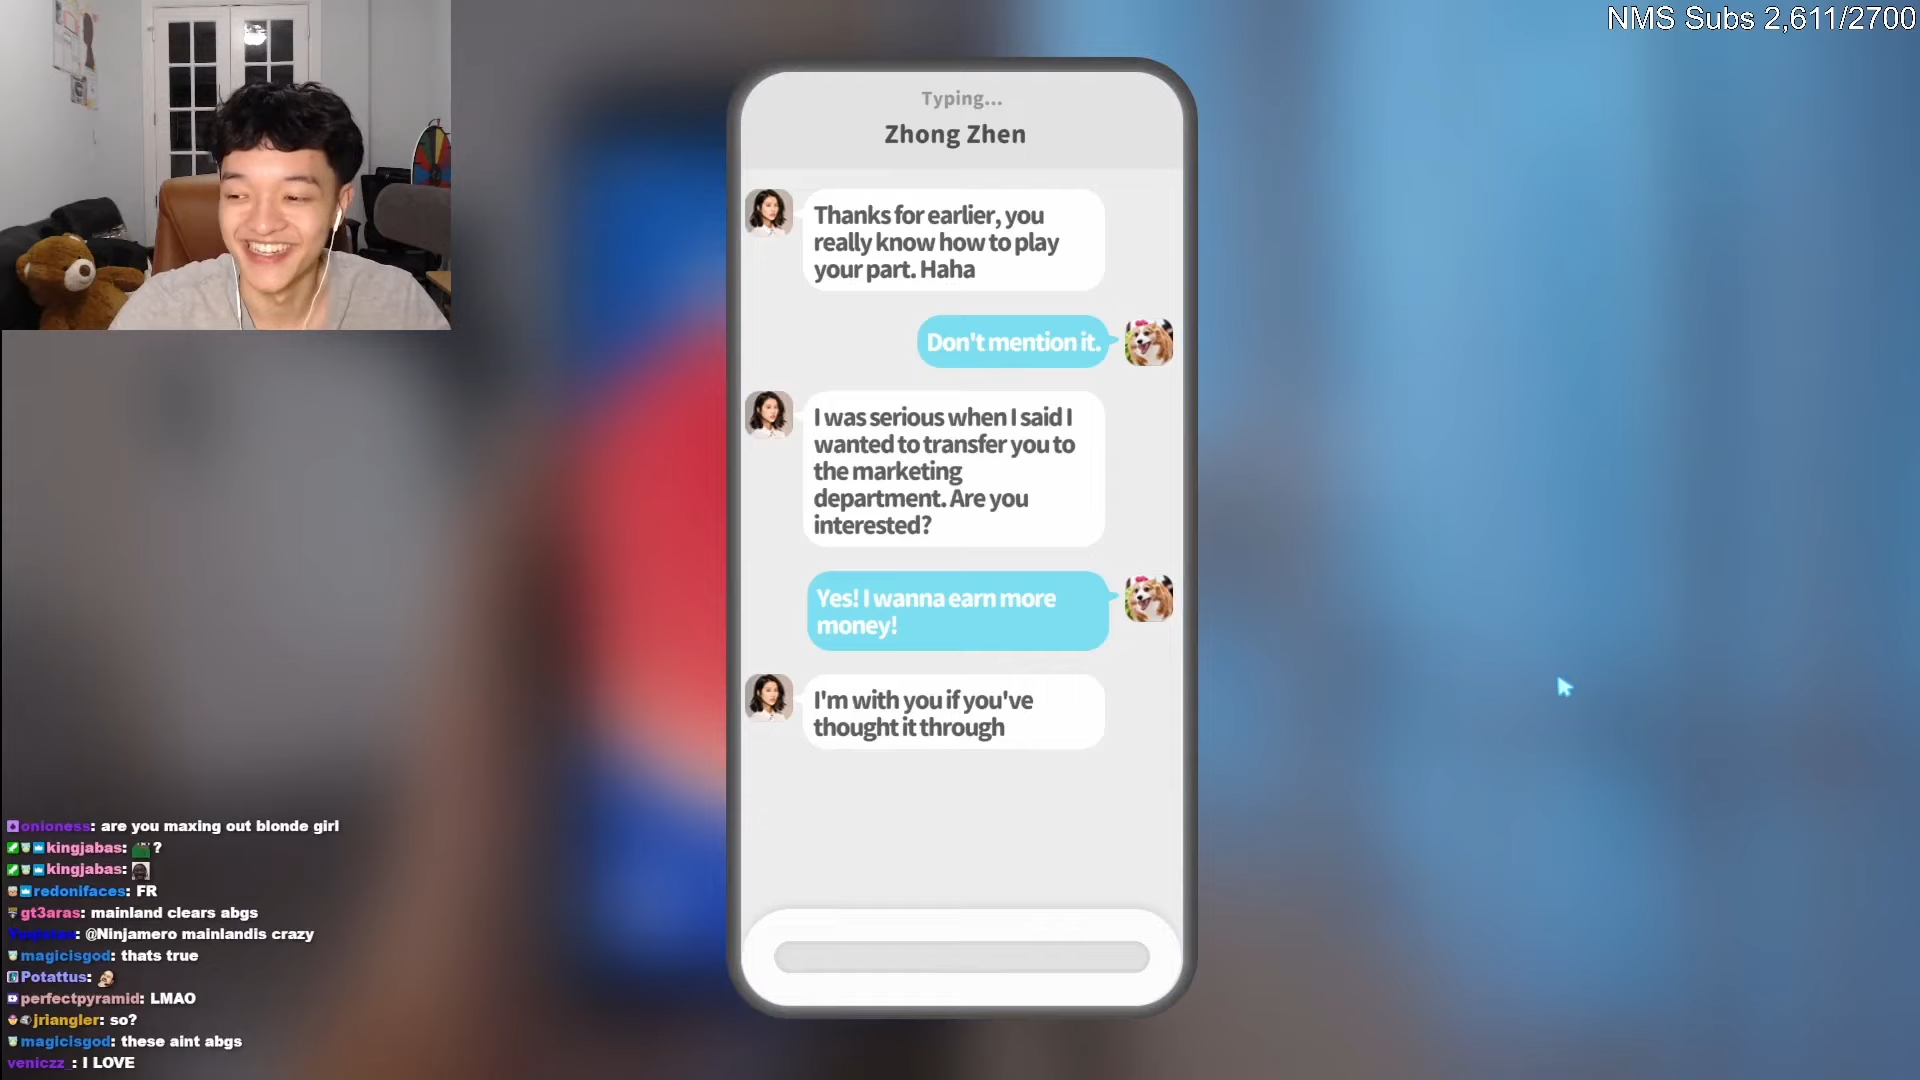 NMS Subs 2,611/2700
Typing...
Zhong Zhen
Thanks for earlier, you
really know how to play
your part. Haha
Don't mention it.
I was serious when I said I
wanted to transfer you to
the marketing
department. Are you
interested?
Yes! I wanna earn more
money!
I'm with you if you've
thought it through
onioness: are you maxing out blonde girl
kingjabas: ?
kingjabas:
redonifaces: FR
gt3aras: mainland clears abgs
: @Ninjamero mainlandis crazy
magicisgod: thats true
Potattus:
perfectpyramid: LMAO
jriangler: so?
magicisgod: these aint abgs
veniczz_: I LOVE